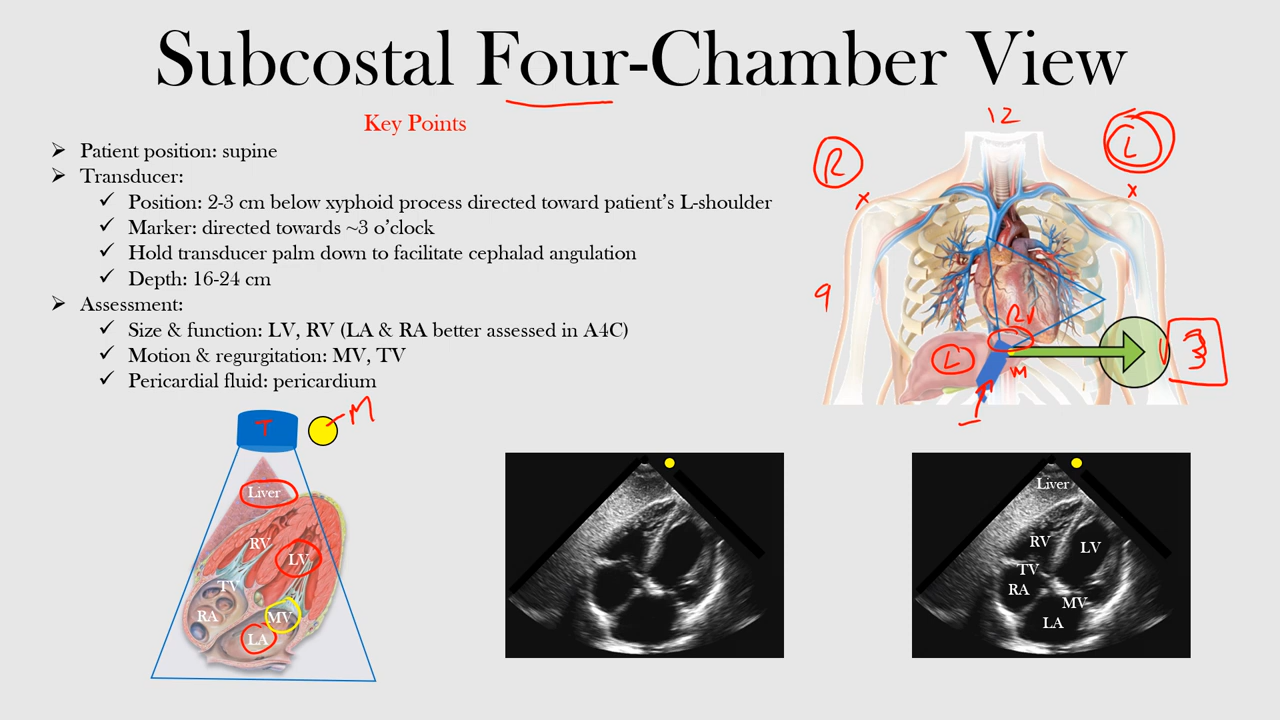 Subcostal Four-Chamber View
Key Points
➢ Patient position: supine
➢ Transducer:
✓ Position: 2-3 cm below xyphoid process directed toward patient's L-shoulder
✓ Marker: directed towards ~3 o'clock
✓ Hold transducer palm down to facilitate cephalad angulation
✓ Depth: 16-24 cm
➢ Assessment:
✓ Size & function: LV, RV (LA & RA better assessed in A4C)
✓ Motion & regurgitation: MV, TV
✓ Pericardial fluid: pericardium
12
R
L
x
x
9
RV
L
M
3
I
T
M
Liver
RV
LV
TV
RA
MV
LA
Liver
RV
LV
TV
RA
MV
LA